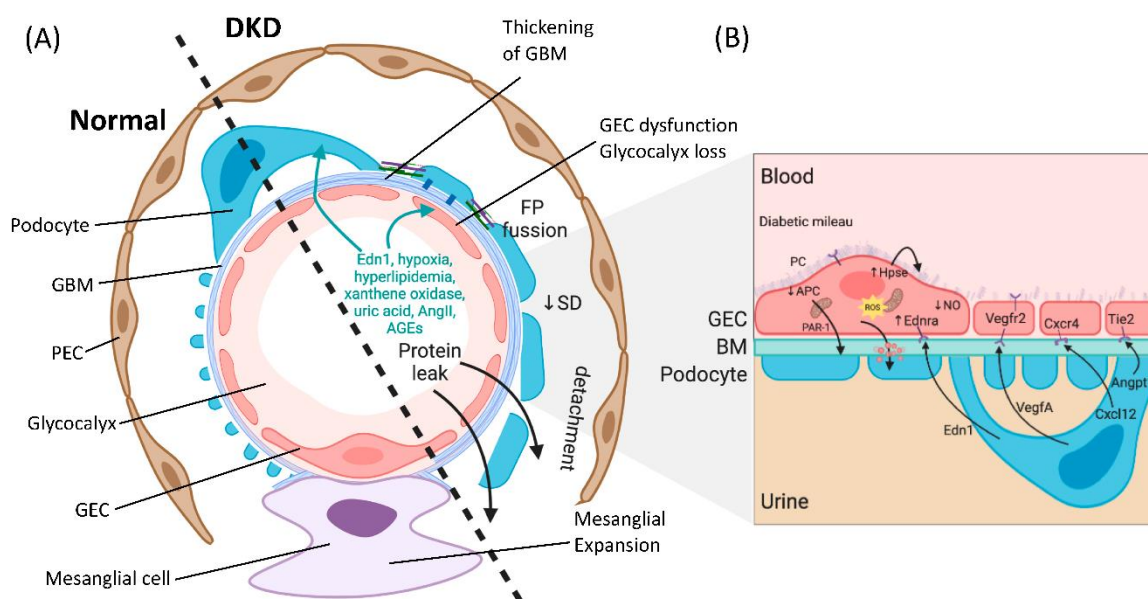 (A)
DKD
Normal
Thickening
of GBM
GEC dysfunction
Glycocalyx loss
Podocyte
GBM
PEC
Glycocalyx
GEC
Mesanglial cell
FP
fussion
Edn1, hypoxia,
hyperlipidemia,
xanthene oxidase,
uric acid, AngII,
AGEs
↓SD
Protein
leak
detachment
Mesanglial
Expansion
(B)
Blood
Diabetic mileau
PC
↑Hpse
↓APC
ROS
↓NO
PAR-1
↑Ednra
Vegfr2
Cxcr4
Tie2
GEC
BM
Podocyte
Angpt
VegfA
Cxcl12
Edn1
Urine